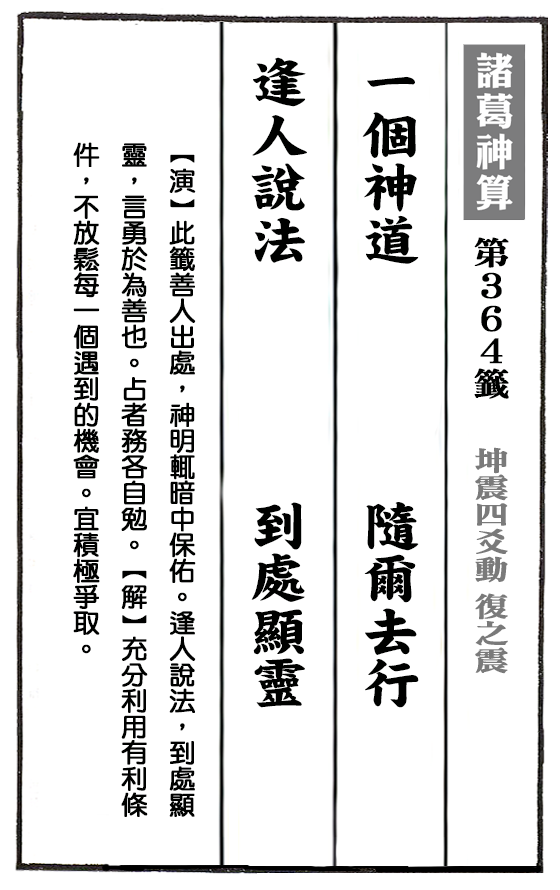 諸葛神算 第364籤 坤震四爻動 復之震
一個神道 隨爾去行
逢人說法 到處顯靈
【演】此籤善人出處，神明輒暗中保佑。逢人說法，到處顯
靈，言勇於為善也。占者務各自勉。【解】充分利用有利條
件，不放鬆每一個遇到的機會。宜積極爭取。